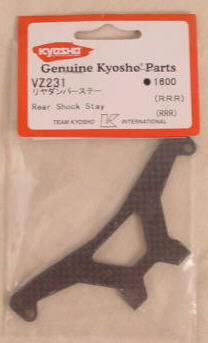 KYOSHO
Genuine Kyosho Parts
VZ231 ●1600
リヤダンパーステー (RRR)
Rear Shock Stay (RRR)
TEAM KYOSHO K INTERNATIONAL